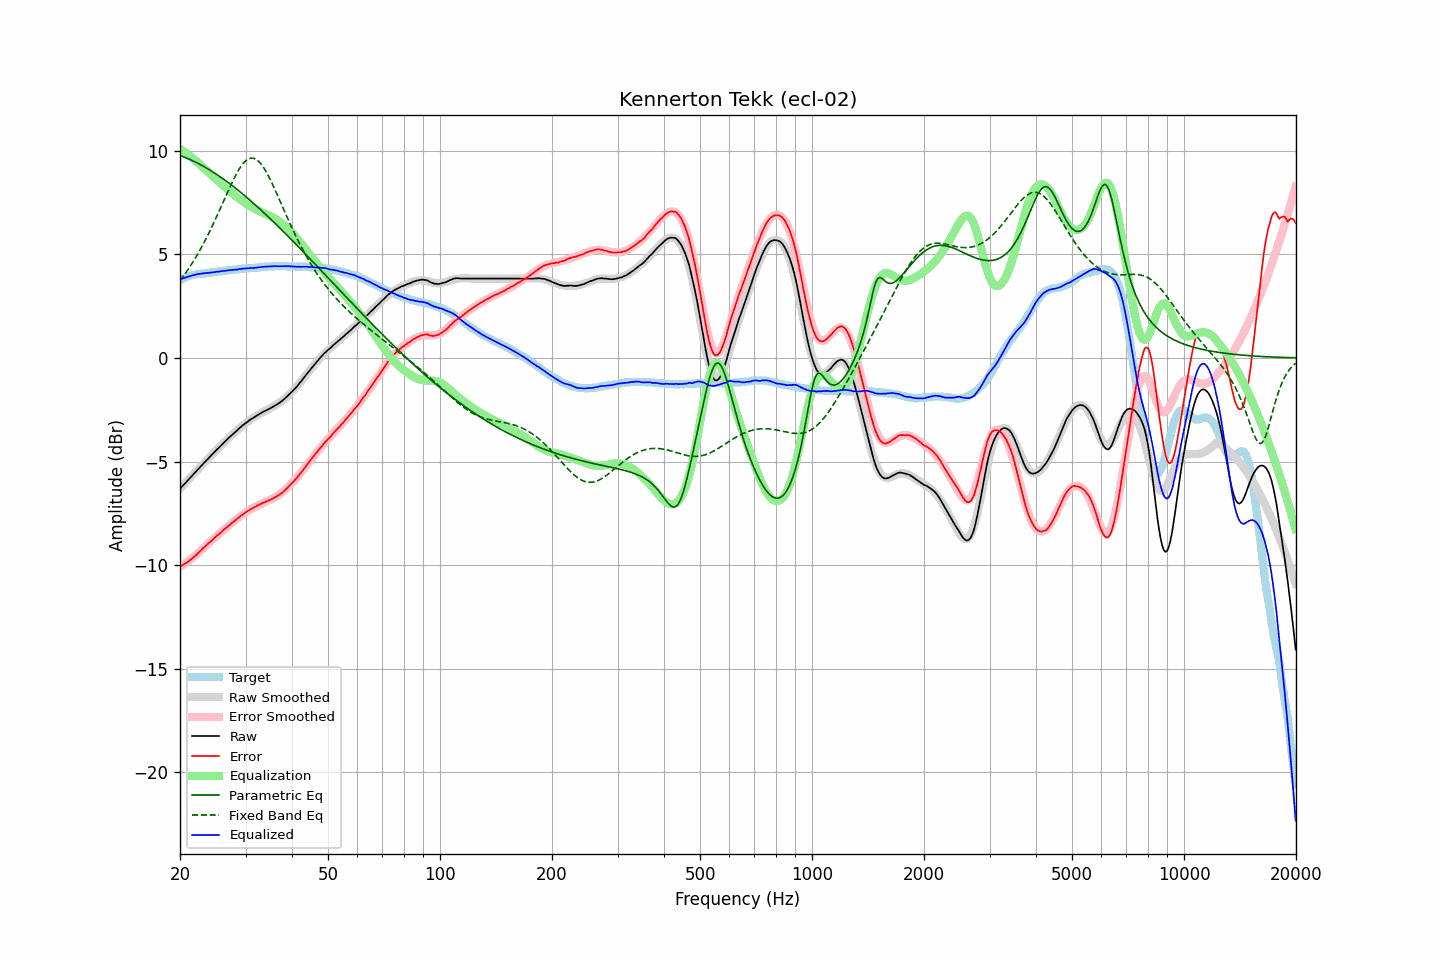 Kennerton Tekk (ecl-02)
Amplitude (dBr)
10
5
0
−5
−10
−15
−20
Target
Raw Smoothed
Error Smoothed
Raw
Error
Equalization
Parametric Eq
Fixed Band Eq
Equalized
20 50 100 200 500 1000 2000 5000 10000 20000
Frequency (Hz)